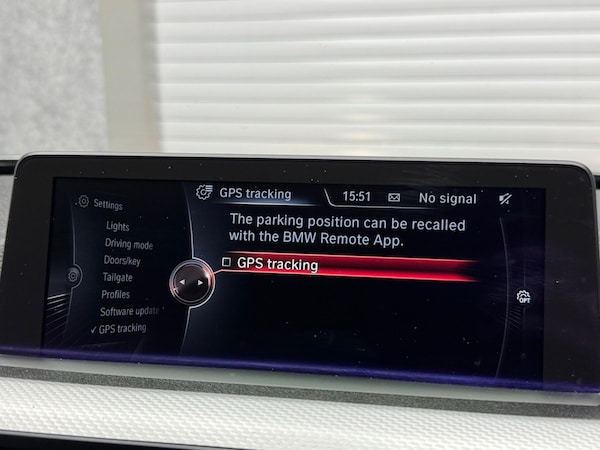 GPS tracking
15:51
No signal
Settings
Lights
Driving mode
Doors/key
Tailgate
Profiles
Software update
✓ GPS tracking
The parking position can be recalled
with the BMW Remote App.
GPS tracking
OPT